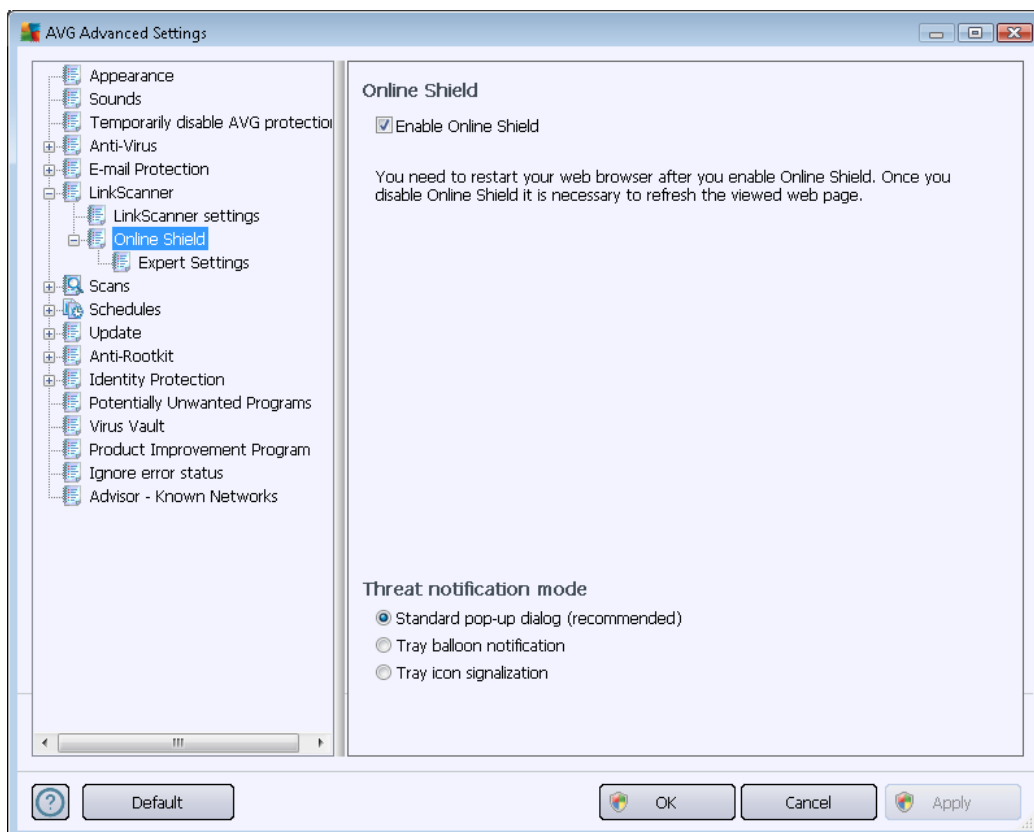 AVG Advanced Settings
Appearance
Sounds
Temporarily disable AVG protection
Anti-Virus
E-mail Protection
LinkScanner
LinkScanner settings
Online Shield
Expert Settings
Scans
Schedules
Update
Anti-Rootkit
Identity Protection
Potentially Unwanted Programs
Virus Vault
Product Improvement Program
Ignore error status
Advisor - Known Networks
Online Shield
Enable Online Shield
You need to restart your web browser after you enable Online Shield. Once you
disable Online Shield it is necessary to refresh the viewed web page.
Threat notification mode
Standard pop-up dialog (recommended)
Tray balloon notification
Tray icon signalization
?
Default
OK
Cancel
Apply